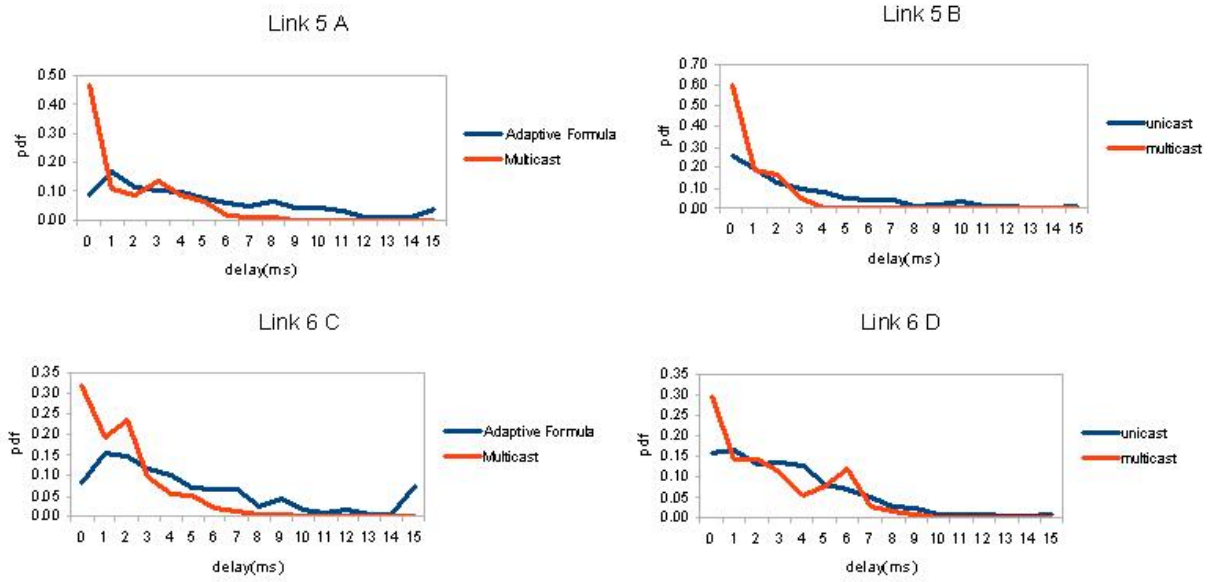 Link 5 A
pdf
0.50
0.40
0.30
0.20
0.10
0.00
0 1 2 3 4 5 6 7 8 9 10 11 12 13 14 15
delay(ms)
Adaptive Formula
Multicast
Link 5 B
pdf
0.70
0.60
0.50
0.40
0.30
0.20
0.10
0.00
0 1 2 3 4 5 6 7 8 9 10 11 12 13 14 15
delay(ms)
unicast
multicast
Link 6 C
pdf
0.35
0.30
0.25
0.20
0.15
0.10
0.05
0.00
0 1 2 3 4 5 6 7 8 9 10 11 12 13 14 15
delay(ms)
Adaptive Formula
Multicast
Link 6 D
pdf
0.35
0.30
0.25
0.20
0.15
0.10
0.05
0.00
0 1 2 3 4 5 6 7 8 9 10 11 12 13 14 15
delay(ms)
unicast
multicast